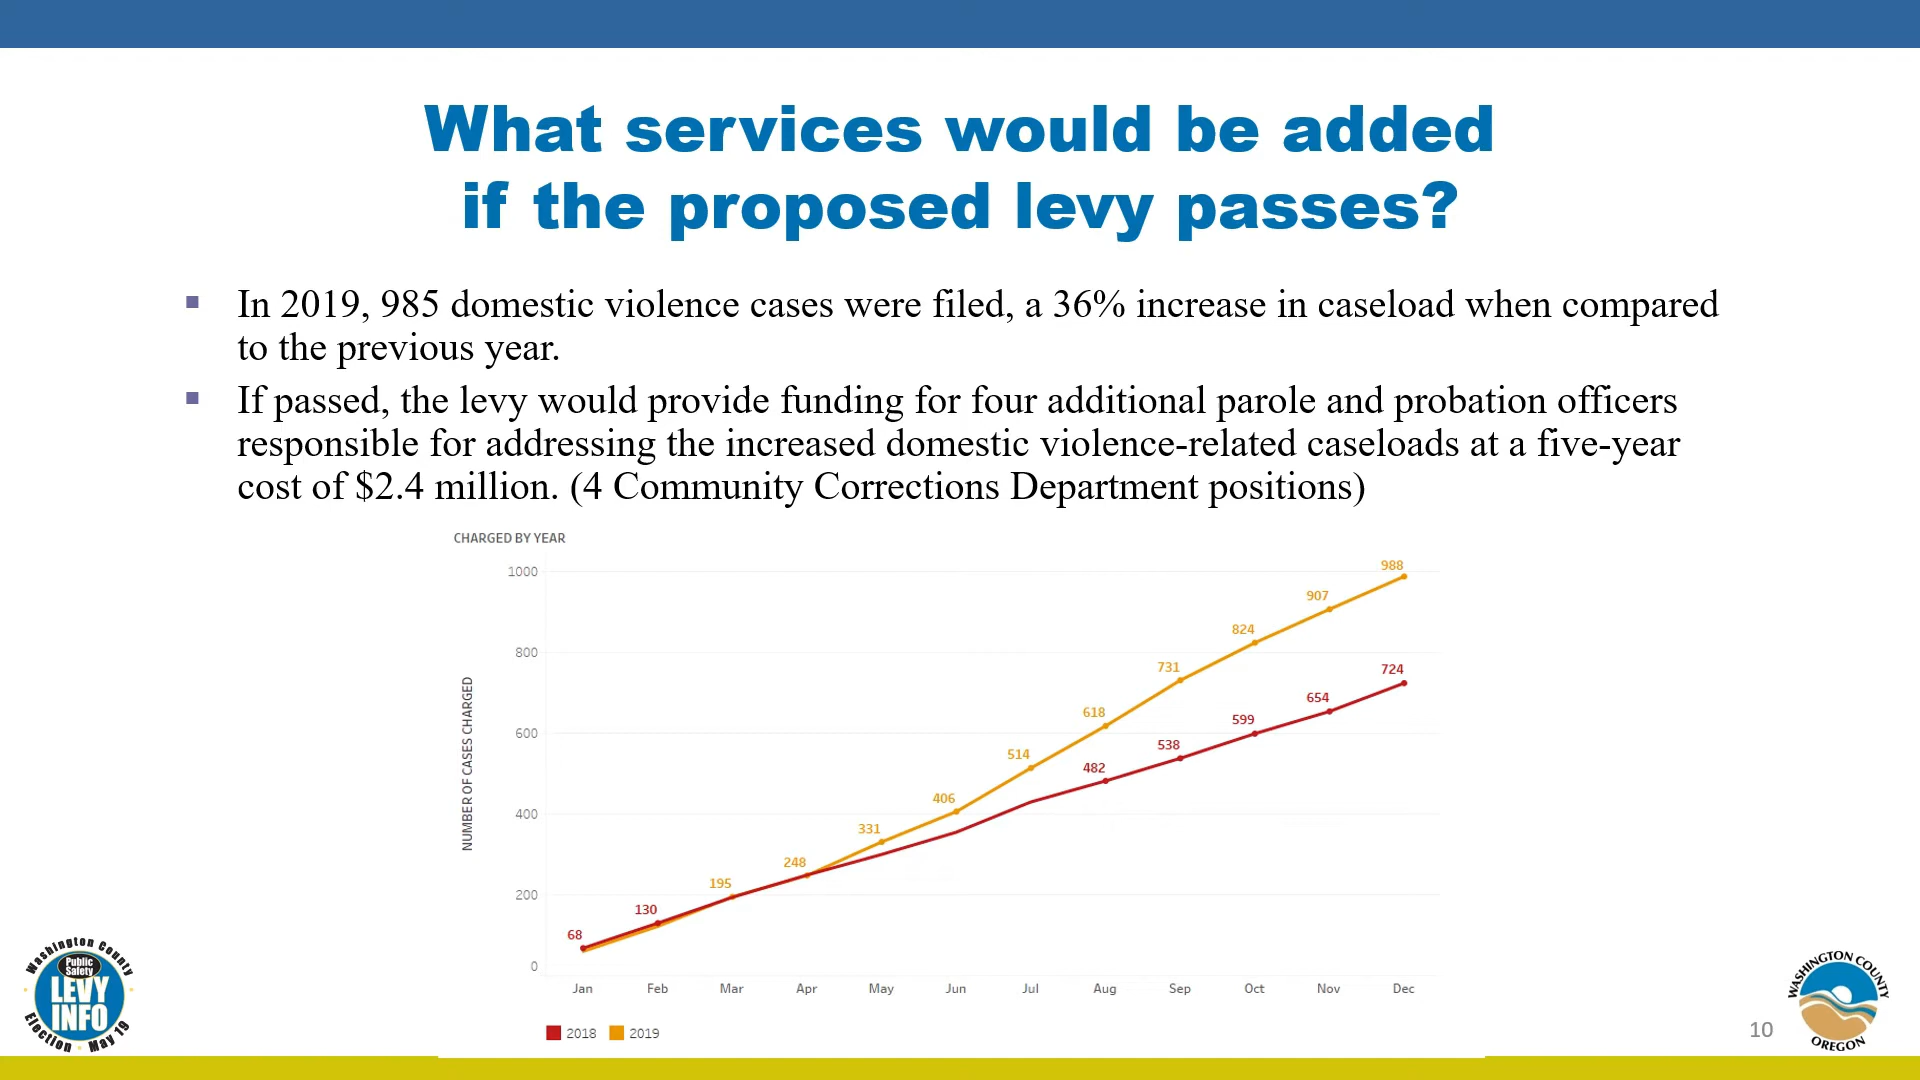 What services would be added
if the proposed levy passes?
In 2019, 985 domestic violence cases were filed, a 36% increase in caseload when compared
to the previous year.
If passed, the levy would provide funding for four additional parole and probation officers
responsible for addressing the increased domestic violence-related caseloads at a five-year
cost of $2.4 million. (4 Community Corrections Department positions)
CHARGED BY YEAR
NUMBER OF CASES CHARGED
1000
800
600
400
200
0
68
130
195
248
331
406
514
618
731
824
907
988
482
538
599
654
724
Jan Feb Mar Apr May Jun Jul Aug Sep Oct Nov Dec
2018 2019
Washington County
Public
Safety
LEVY
INFO
Election • May 19
10
WASHINGTON COUNTY
OREGON